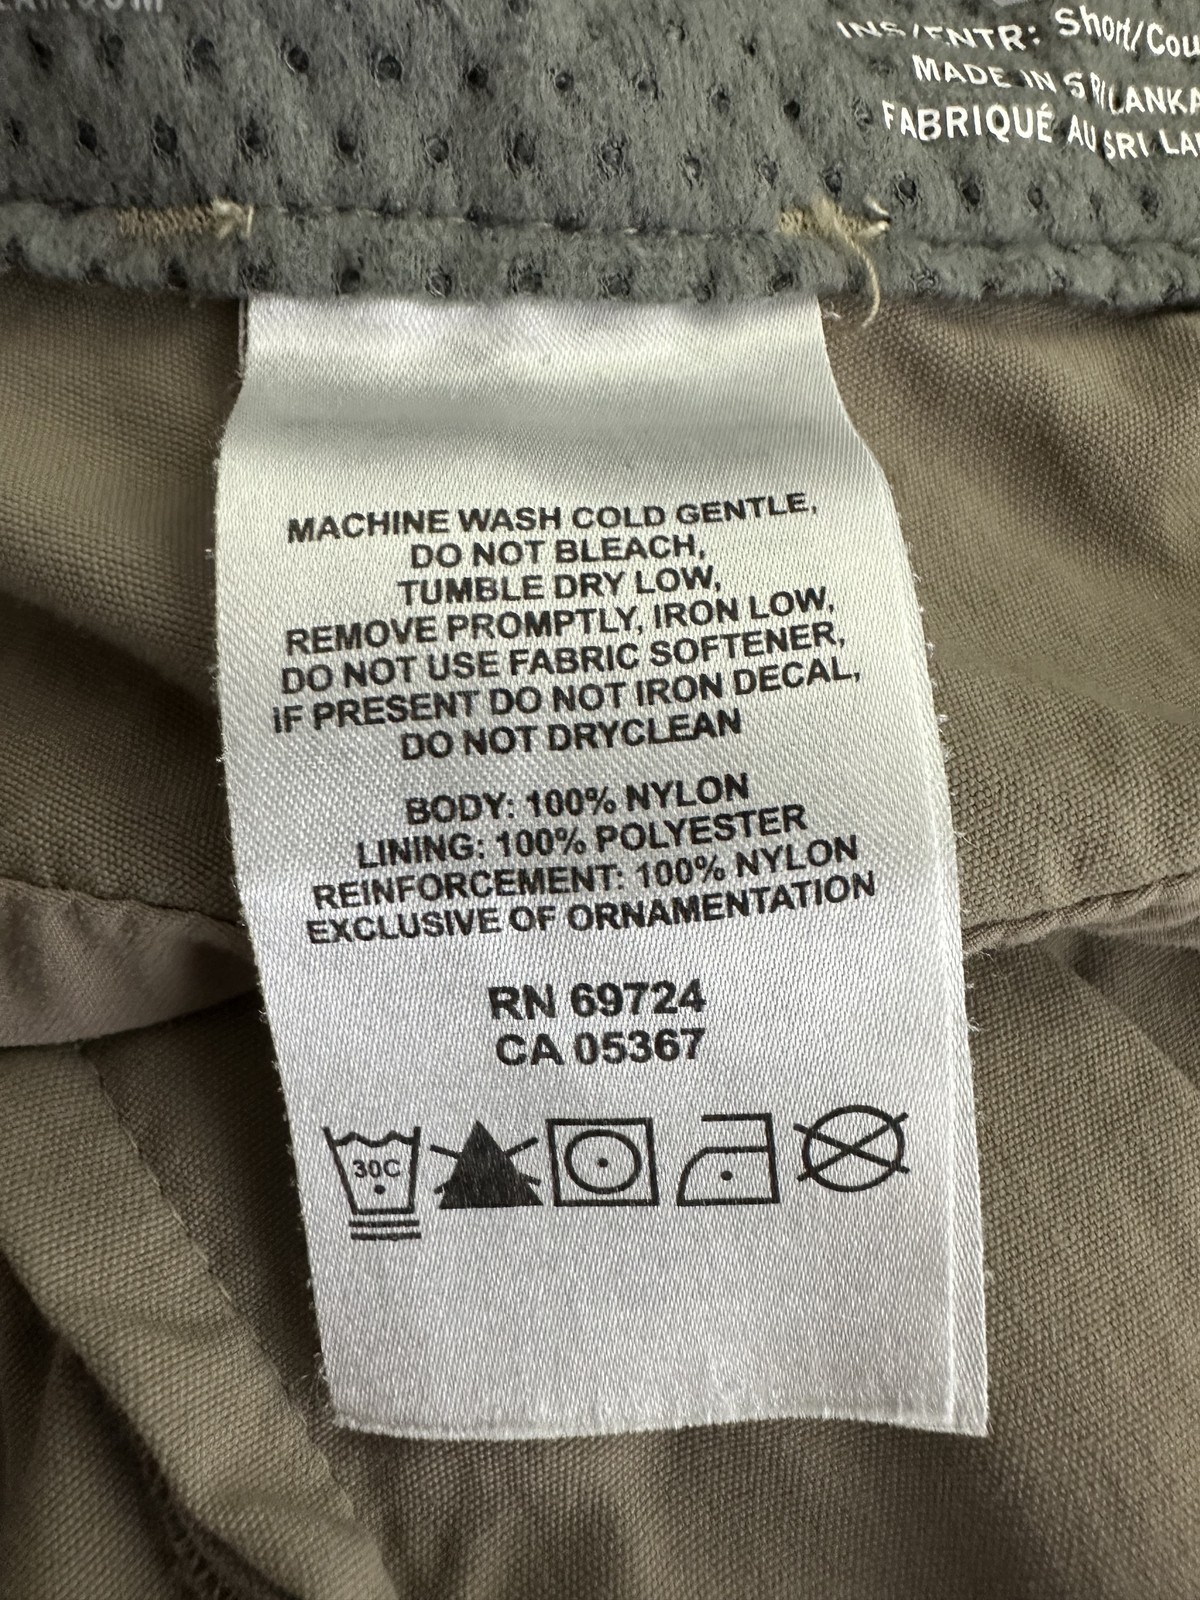 INS/ENTR: Short/Cou
MADE IN SRI LANKA
FABRIQUÉ AU SRI LA
MACHINE WASH COLD GENTLE,
DO NOT BLEACH,
TUMBLE DRY LOW,
REMOVE PROMPTLY, IRON LOW,
DO NOT USE FABRIC SOFTENER,
IF PRESENT DO NOT IRON DECAL,
DO NOT DRYCLEAN
BODY: 100% NYLON
LINING: 100% POLYESTER
REINFORCEMENT: 100% NYLON
EXCLUSIVE OF ORNAMENTATION
RN 69724
CA 05367
30C